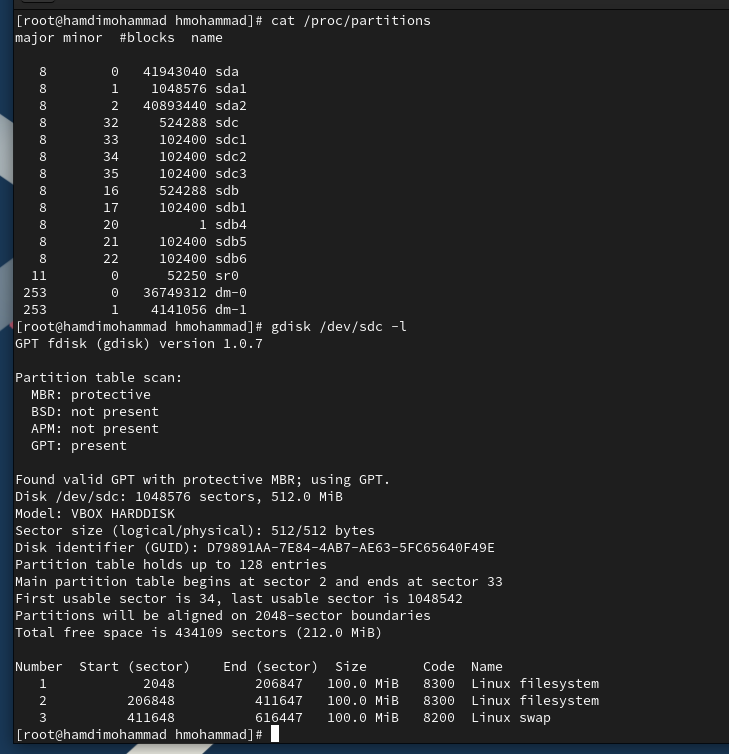 [root@hamdimohammad hmohammad]# cat /proc/partitions
major minor  #blocks  name
   8        0   41943040 sda
   8        1    1048576 sda1
   8        2   40893440 sda2
   8       32     524288 sdc
   8       33     102400 sdc1
   8       34     102400 sdc2
   8       35     102400 sdc3
   8       16     524288 sdb
   8       17     102400 sdb1
   8       20          1 sdb4
   8       21     102400 sdb5
   8       22     102400 sdb6
  11        0      52250 sr0
 253        0   36749312 dm-0
 253        1    4141056 dm-1
[root@hamdimohammad hmohammad]# gdisk /dev/sdc -l
GPT fdisk (gdisk) version 1.0.7
Partition table scan:
  MBR: protective
  BSD: not present
  APM: not present
  GPT: present
Found valid GPT with protective MBR; using GPT.
Disk /dev/sdc: 1048576 sectors, 512.0 MiB
Model: VBOX HARDDISK
Sector size (logical/physical): 512/512 bytes
Disk identifier (GUID): D79891AA-7E84-4AB7-AE63-5FC65640F49E
Partition table holds up to 128 entries
Main partition table begins at sector 2 and ends at sector 33
First usable sector is 34, last usable sector is 1048542
Partitions will be aligned on 2048-sector boundaries
Total free space is 434109 sectors (212.0 MiB)
Number  Start (sector)    End (sector)  Size       Code  Name
   1            2048          206847   100.0 MiB   8300  Linux filesystem
   2          206848          411647   100.0 MiB   8300  Linux filesystem
   3          411648          616447   100.0 MiB   8200  Linux swap
[root@hamdimohammad hmohammad]#